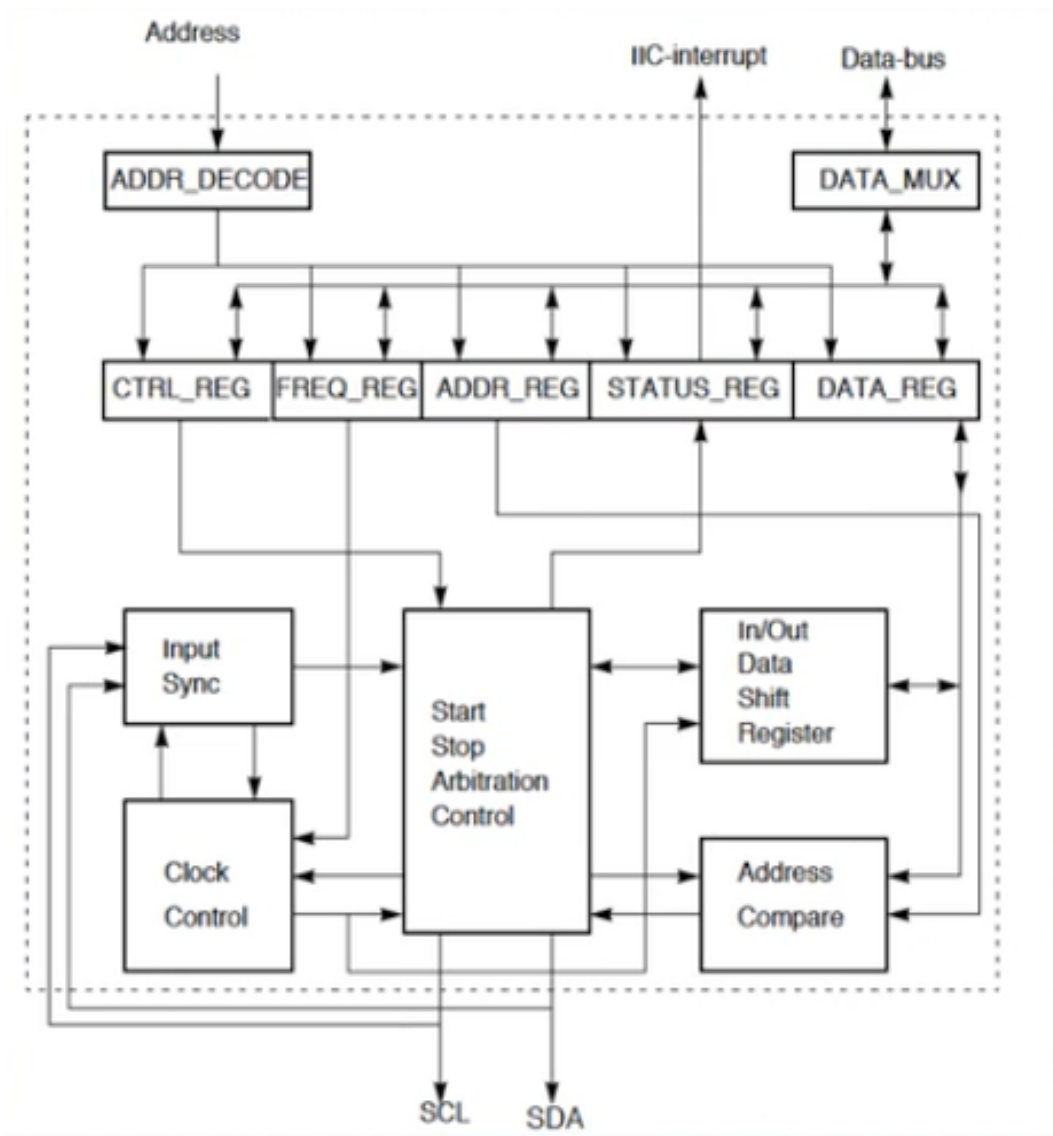 Address
IIC-interrupt
Data-bus
ADDR_DECODE
DATA_MUX
CTRL_REG
FREQ_REG
ADDR_REG
STATUS_REG
DATA_REG
Input
Sync
Start
Stop
Arbitration
Control
In/Out
Data
Shift
Register
Clock
Control
Address
Compare
SCL
SDA